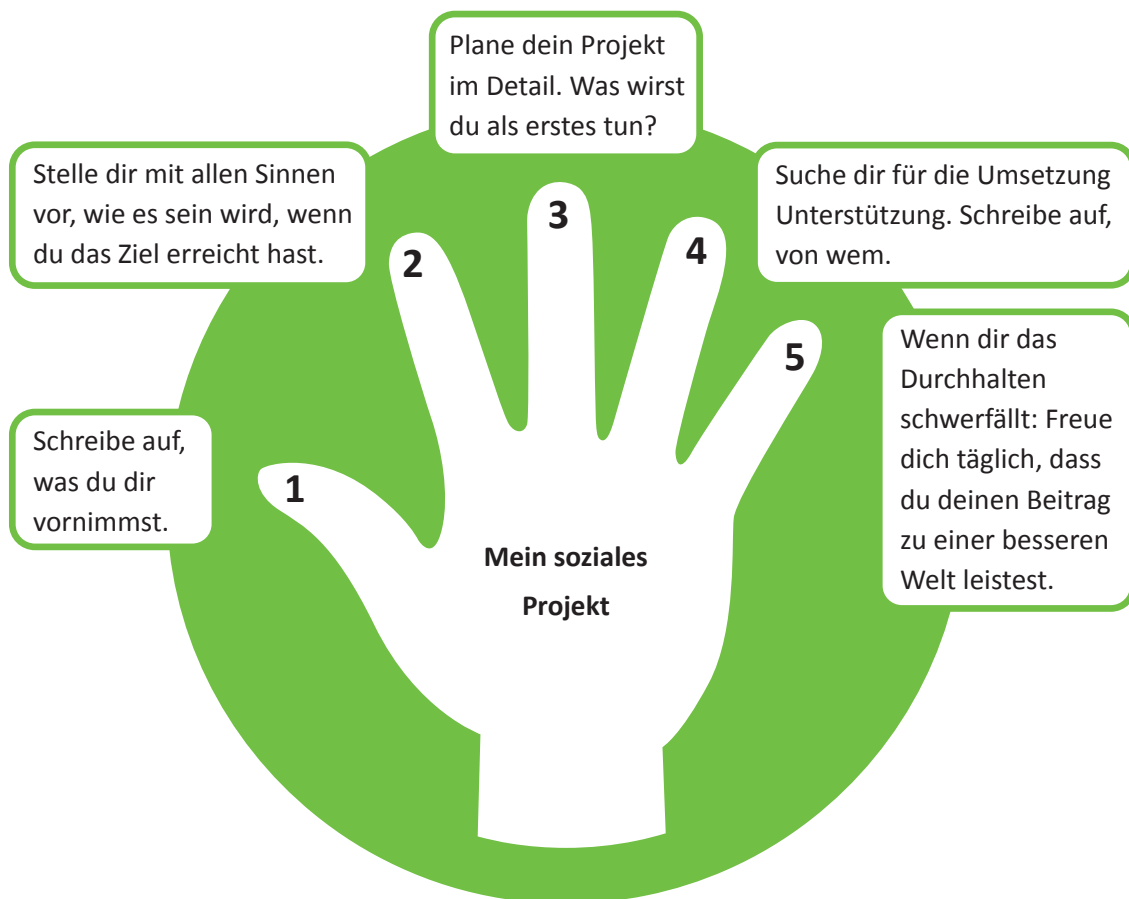 Plane dein Projekt
im Detail. Was wirst
du als erstes tun?
Stelle dir mit allen Sinnen
vor, wie es sein wird, wenn
du das Ziel erreicht hast.
Suche dir für die Umsetzung
Unterstützung. Schreibe auf,
von wem.
Wenn dir das
Durchhalten
schwerfällt: Freue
dich täglich, dass
du deinen Beitrag
zu einer besseren
Welt leistest.
Schreibe auf,
was du dir
vornimmst.
1
2
3
4
5
Mein soziales
Projekt